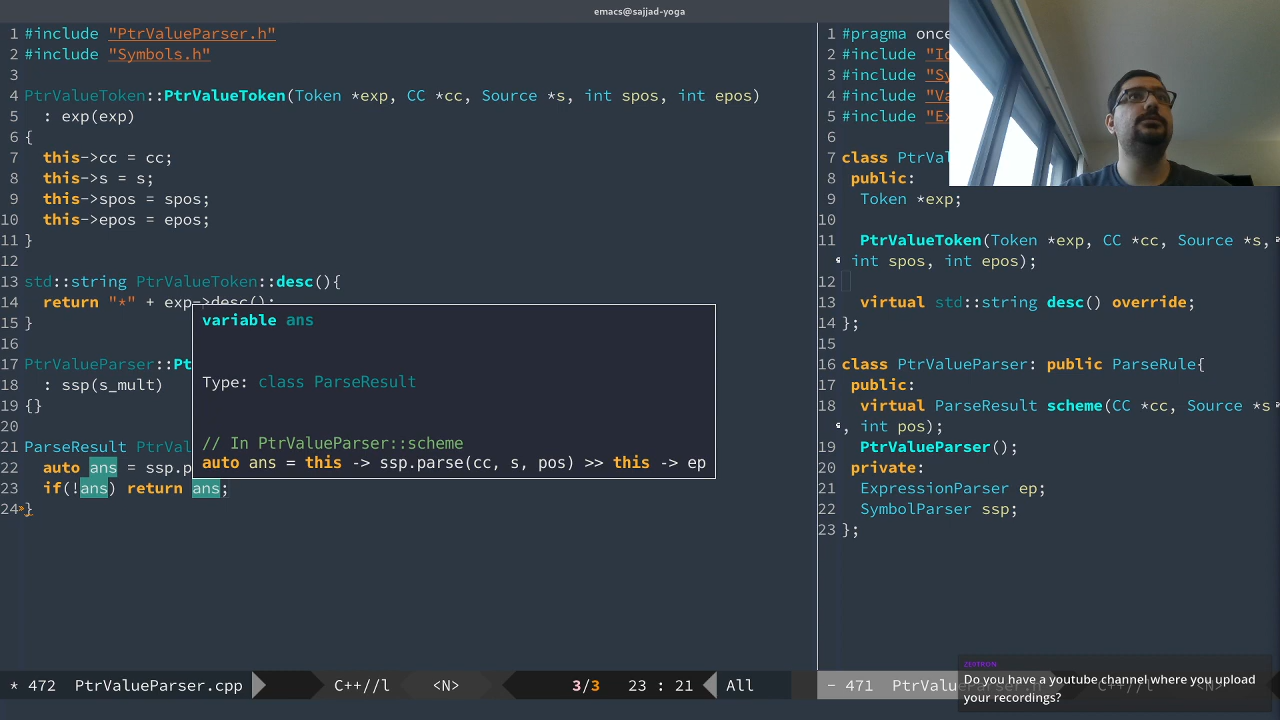 emacs@sajjad-yoga
1 #include "PtrValueParser.h"
2 #include "Symbols.h"
3
4 PtrValueToken::PtrValueToken(Token *exp, CC *cc, Source *s, int spos, int epos)
5   : exp(exp)
6 {
7   this->cc = cc;
8   this->s = s;
9   this->spos = spos;
10   this->epos = epos;
11 }
12
13 std::string PtrValueToken::desc(){
14   return "*" + exp->desc();
15 }
16
17 PtrValueParser::Pt
18   : ssp(s_mult)
19 {}
20
21 ParseResult PtrVal
22   auto ans = ssp.p
23   if(!ans) return ans;
24 }
variable ans
Type: class ParseResult
// In PtrValueParser::scheme
auto ans = this -> ssp.parse(cc, s, pos) >> this -> ep
* 472 PtrValueParser.cpp C++//l <N> 3/3 23 : 21 All
1 #pragma once
2 #include
3 #include
4 #include
5 #include
6
7 class PtrVal
8  public:
9   Token *exp;
10
11   PtrValueToken(Token *exp, CC *cc, Source *s,
int spos, int epos);
12
13   virtual std::string desc() override;
14 };
15
16 class PtrValueParser: public ParseRule{
17  public:
18   virtual ParseResult scheme(CC *cc, Source *s
, int pos);
19   PtrValueParser();
20  private:
21   ExpressionParser ep;
22   SymbolParser ssp;
23 };
- 471 PtrValueParser.h C++//l <N>
ZEITRON
Do you have a youtube channel where you upload
your recordings?